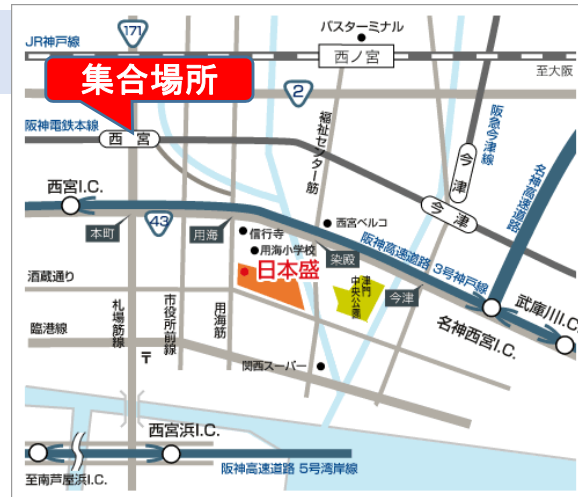 171
バスターミナル
JR神戸線
西ノ宮
至大阪
集合場所
2
阪神電鉄本線
西宮
福祉センター筋
阪急今津線
今津
名神高速道路
今津
西宮I.C.
43
本町
用海
信行寺
西宮ベルコ
用海小学校
染殿
阪神高速道路 3号神戸線
日本盛
酒蔵通り
津門
中央公園
今津
武庫川I.C.
名神西宮I.C.
札場筋線
市役所前線
用海筋
臨港線
〒
関西スーパー
西宮浜I.C.
阪神高速道路 5号湾岸線
至南芦屋浜I.C.